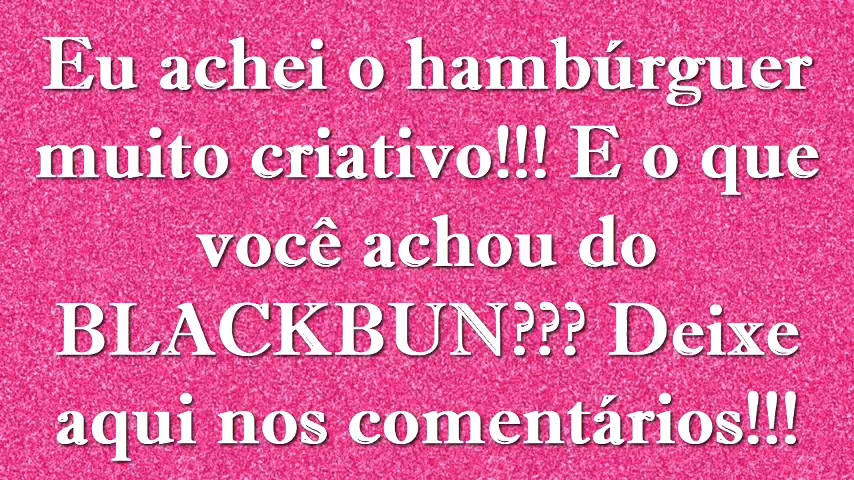 Eu achei o hambúrguer
muito criativo!!! E o que
você achou do
BLACKBUN??? Deixe
aqui nos comentários!!!